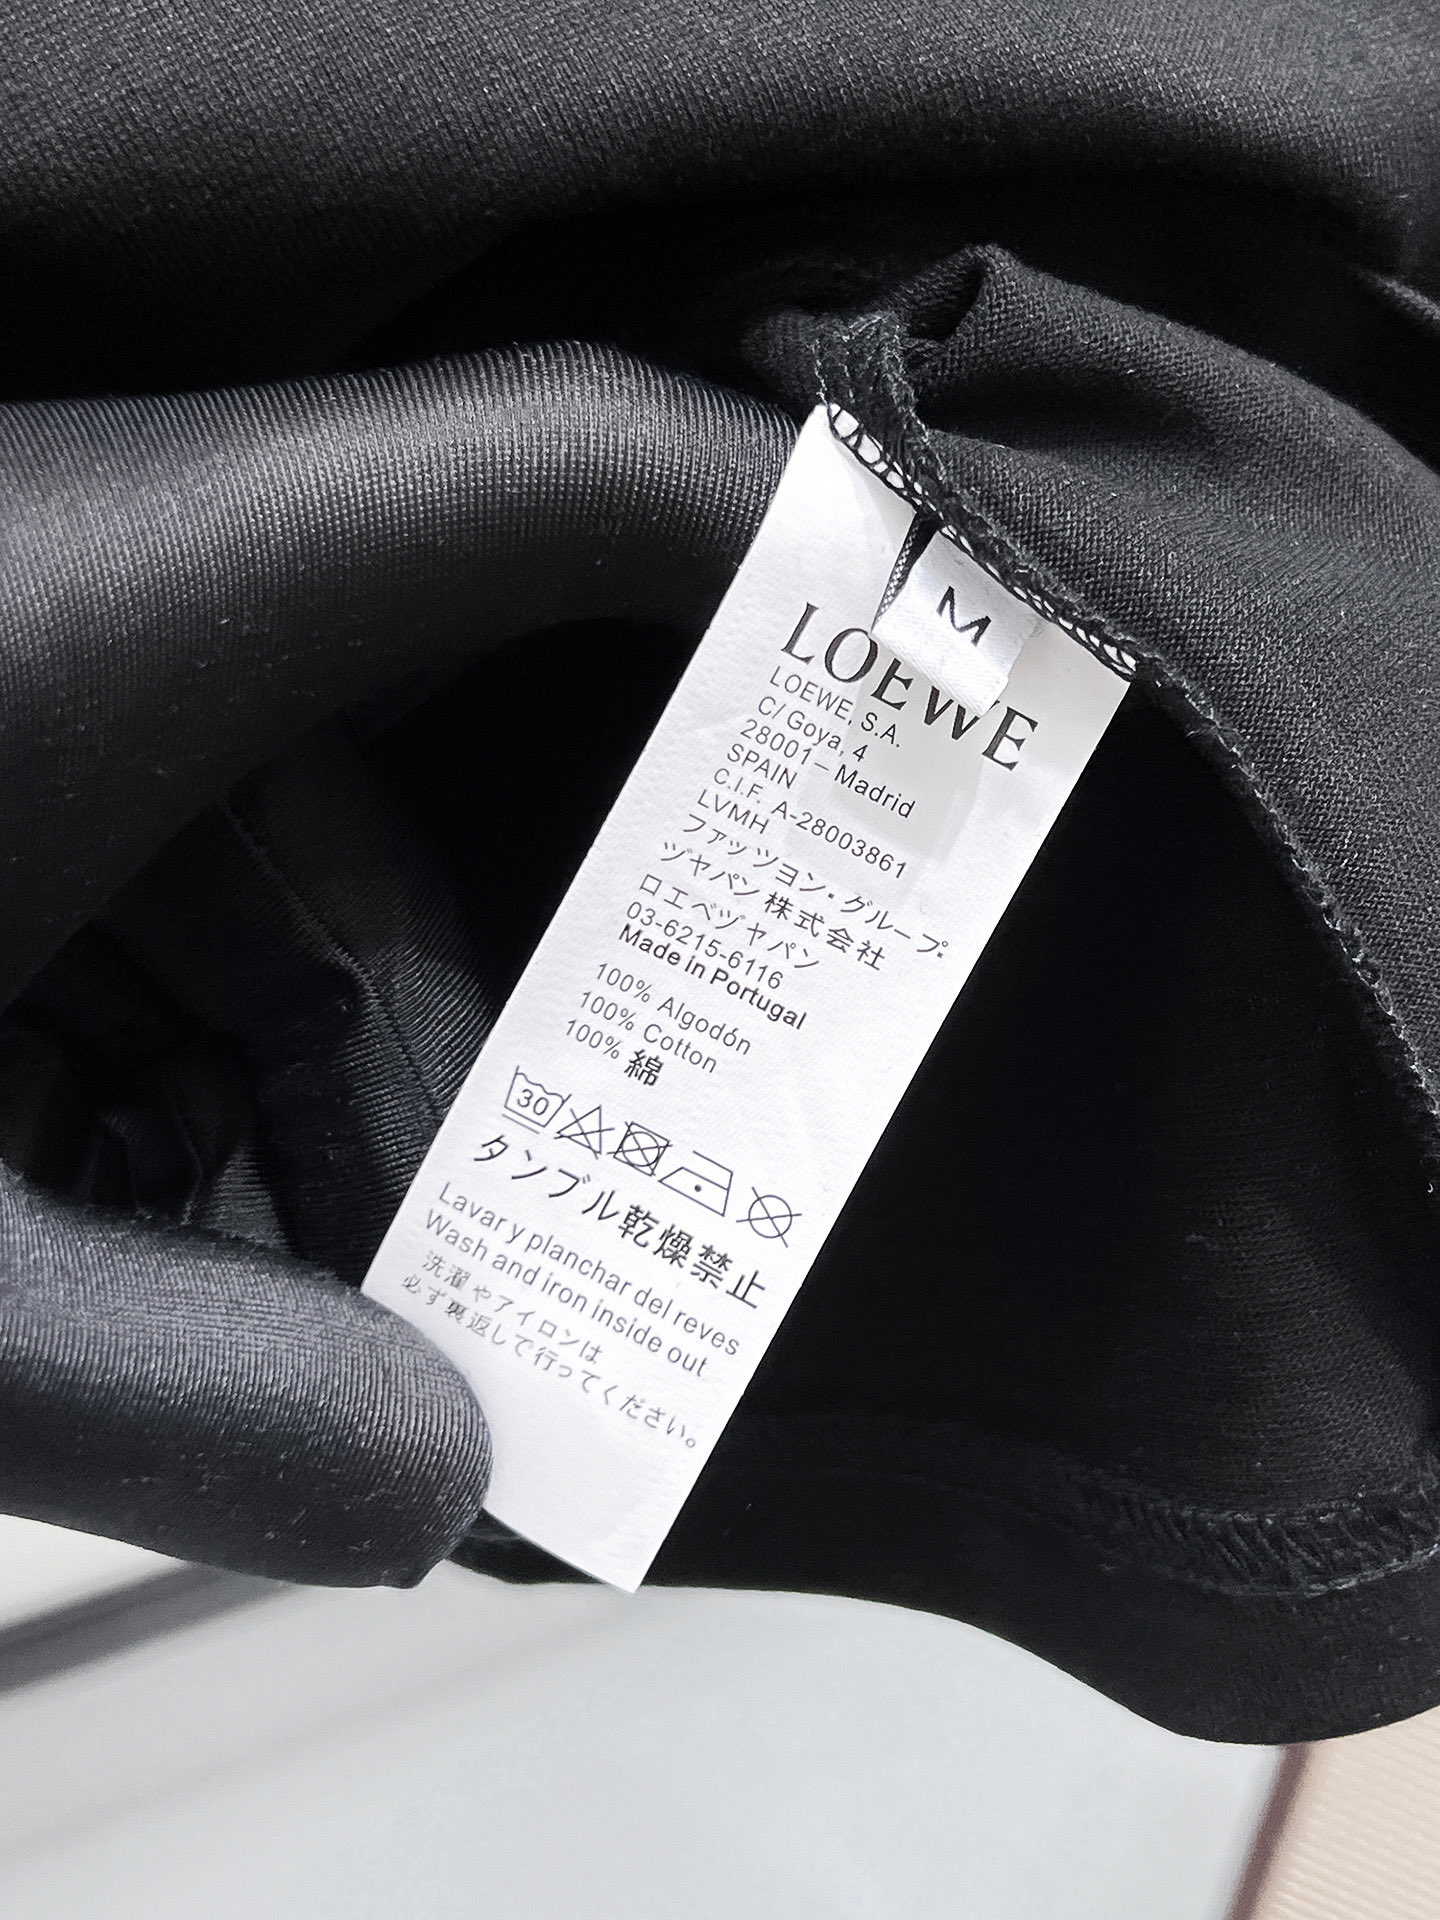 M
LOEWE
LOEWE, S.A.
C/ Goya, 4
28001 – Madrid
SPAIN
C.I.F. A-28003861
LVMH
ファッツヨン・グループ.
ヅヤパン株式会社
ロエベヅヤパン
03-6215-6116
Made in Portugal
100% Algodón
100% Cotton
100% 綿
30
タンブル乾燥禁止
Lavar y planchar del reves
Wash and iron inside out
洗濯やアイロンは
必ず裏返しで行ってください。